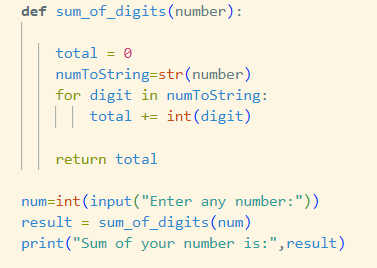 def sum_of_digits(number):
total = 0
numToString=str(number)
for digit in numToString:
total += int(digit)
return total
num=int(input("Enter any number:"))
result = sum_of_digits(num)
print("Sum of your number is:",result)